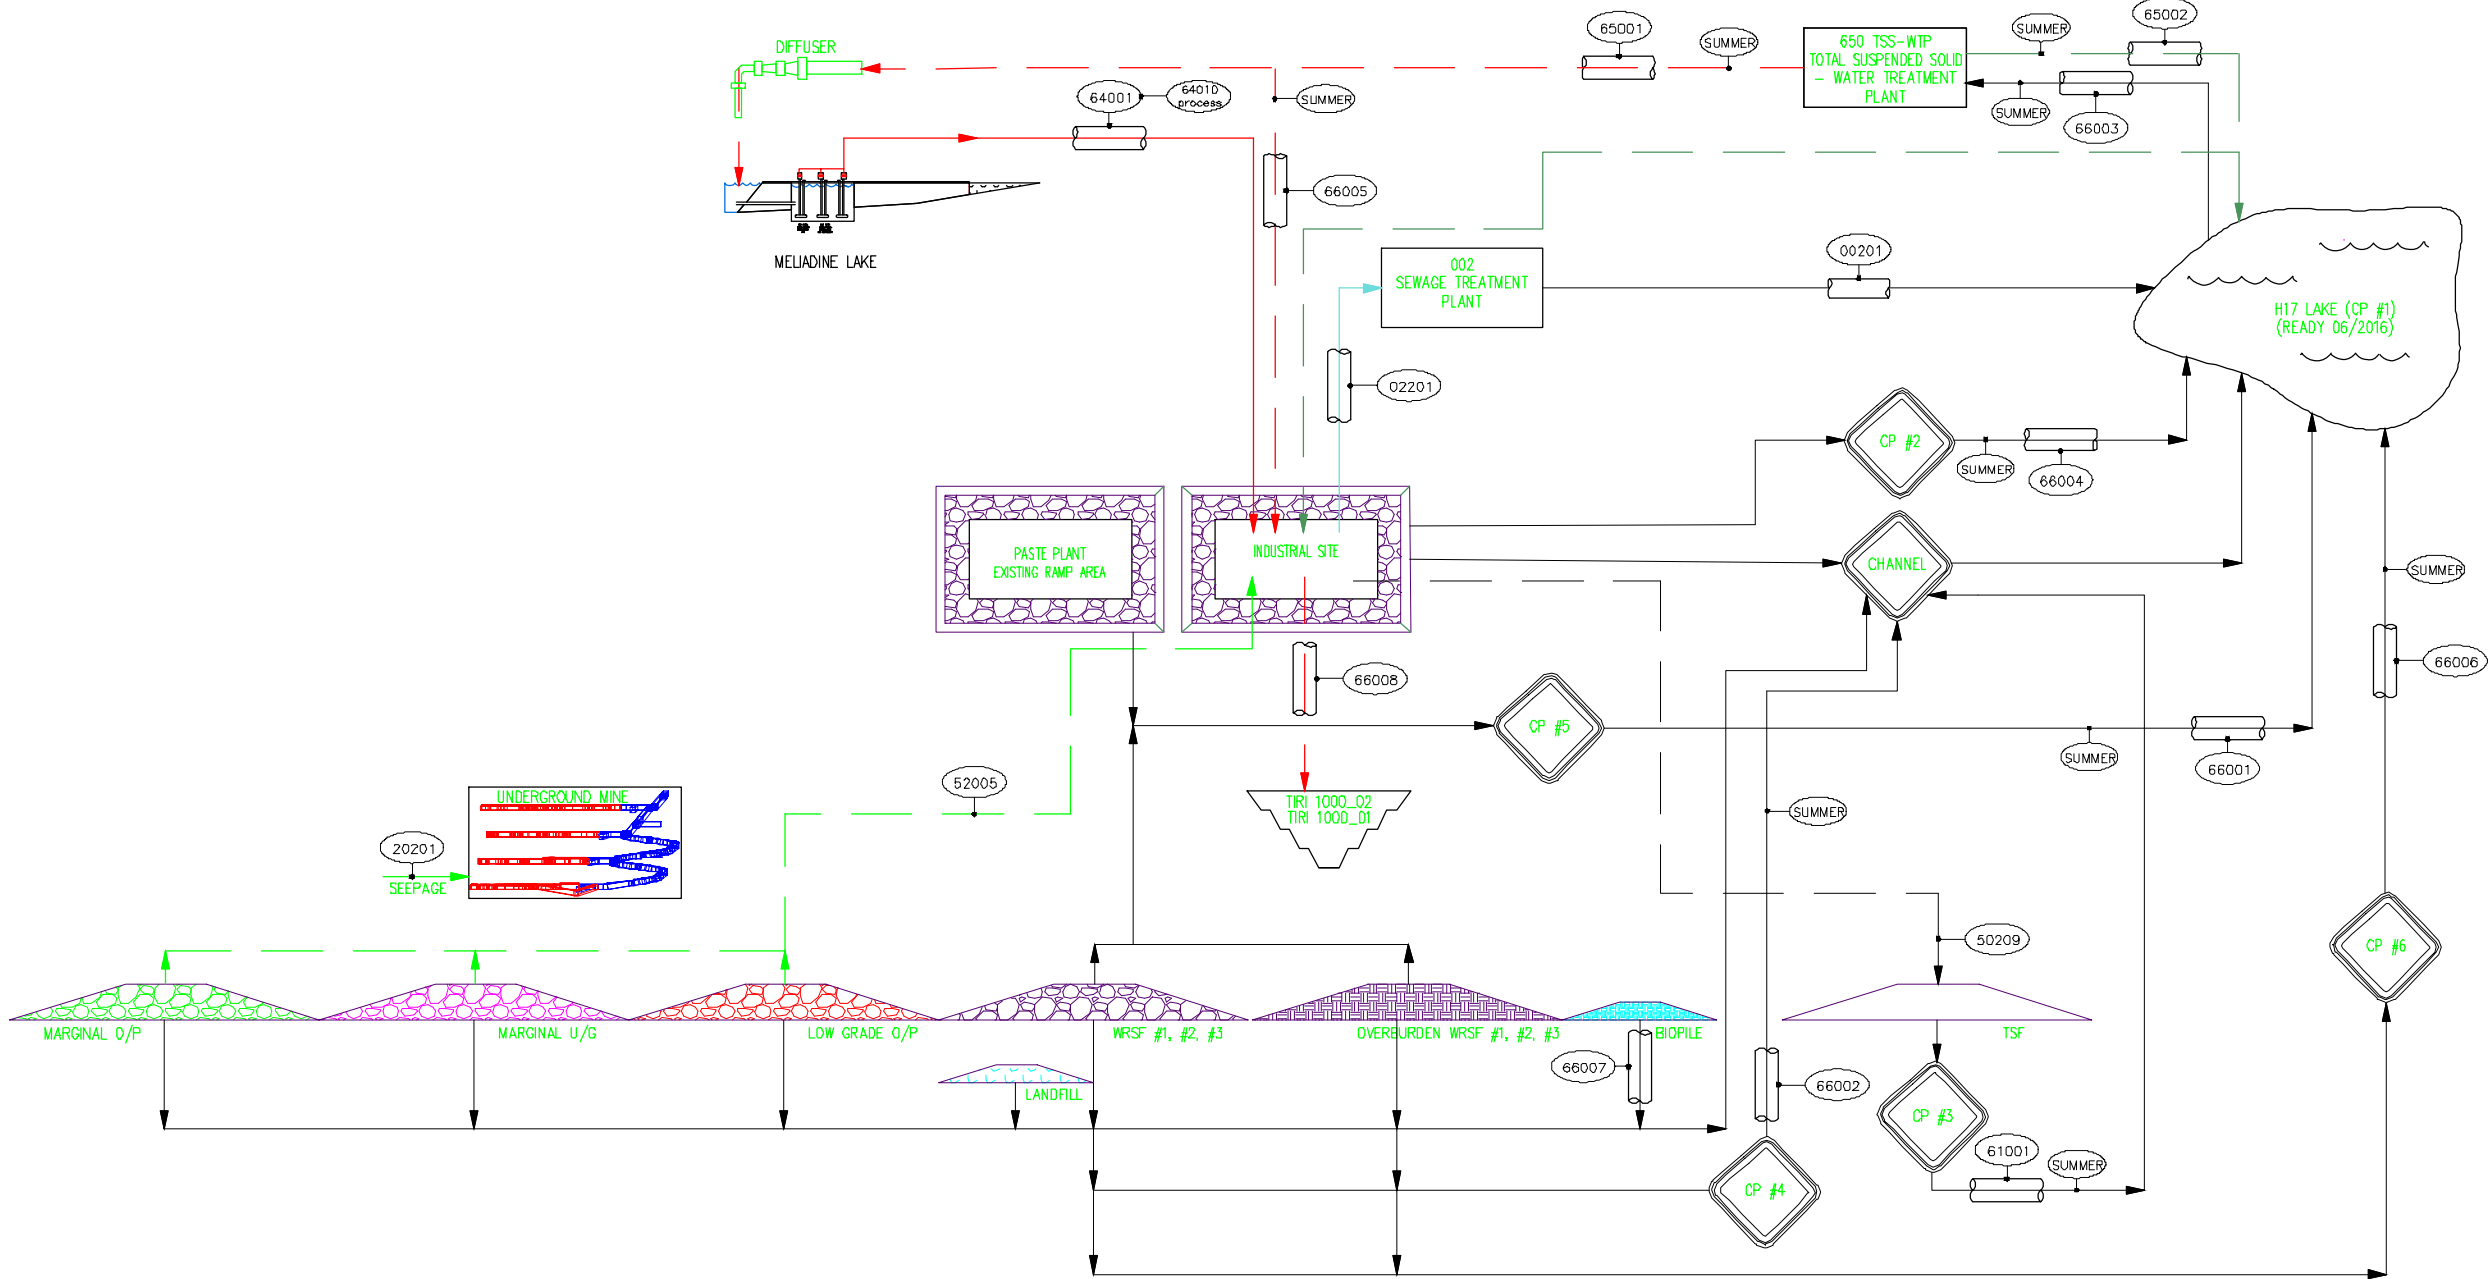 65001
SUMMER
650 TSS-WTP
TOTAL SUSPENDED SOLID
- WATER TREATMENT
PLANT
SUMMER
65002
DIFFUSER
64001
6401D
process
SUMMER
SUMMER
66003
66005
MELIADINE LAKE
002
SEWAGE TREATMENT
PLANT
00201
H17 LAKE (CP #1)
(READY 06/2016)
02201
CP #2
SUMMER
66004
PASTE PLANT
EXISTING RAMP AREA
INDUSTRIAL SITE
CHANNEL
SUMMER
66006
66008
CP #5
SUMMER
66001
52005
TIRI 1000_02
TIRI 1000_01
SUMMER
UNDERGROUND MINE
20201
SEEPAGE
50209
CP #6
MARGINAL O/P
MARGINAL U/G
LOW GRADE O/P
WRSF #1, #2, #3
OVERBURDEN WRSF #1, #2, #3
BIOPILE
TSF
LANDFILL
66007
66002
CP #3
61001
SUMMER
CP #4